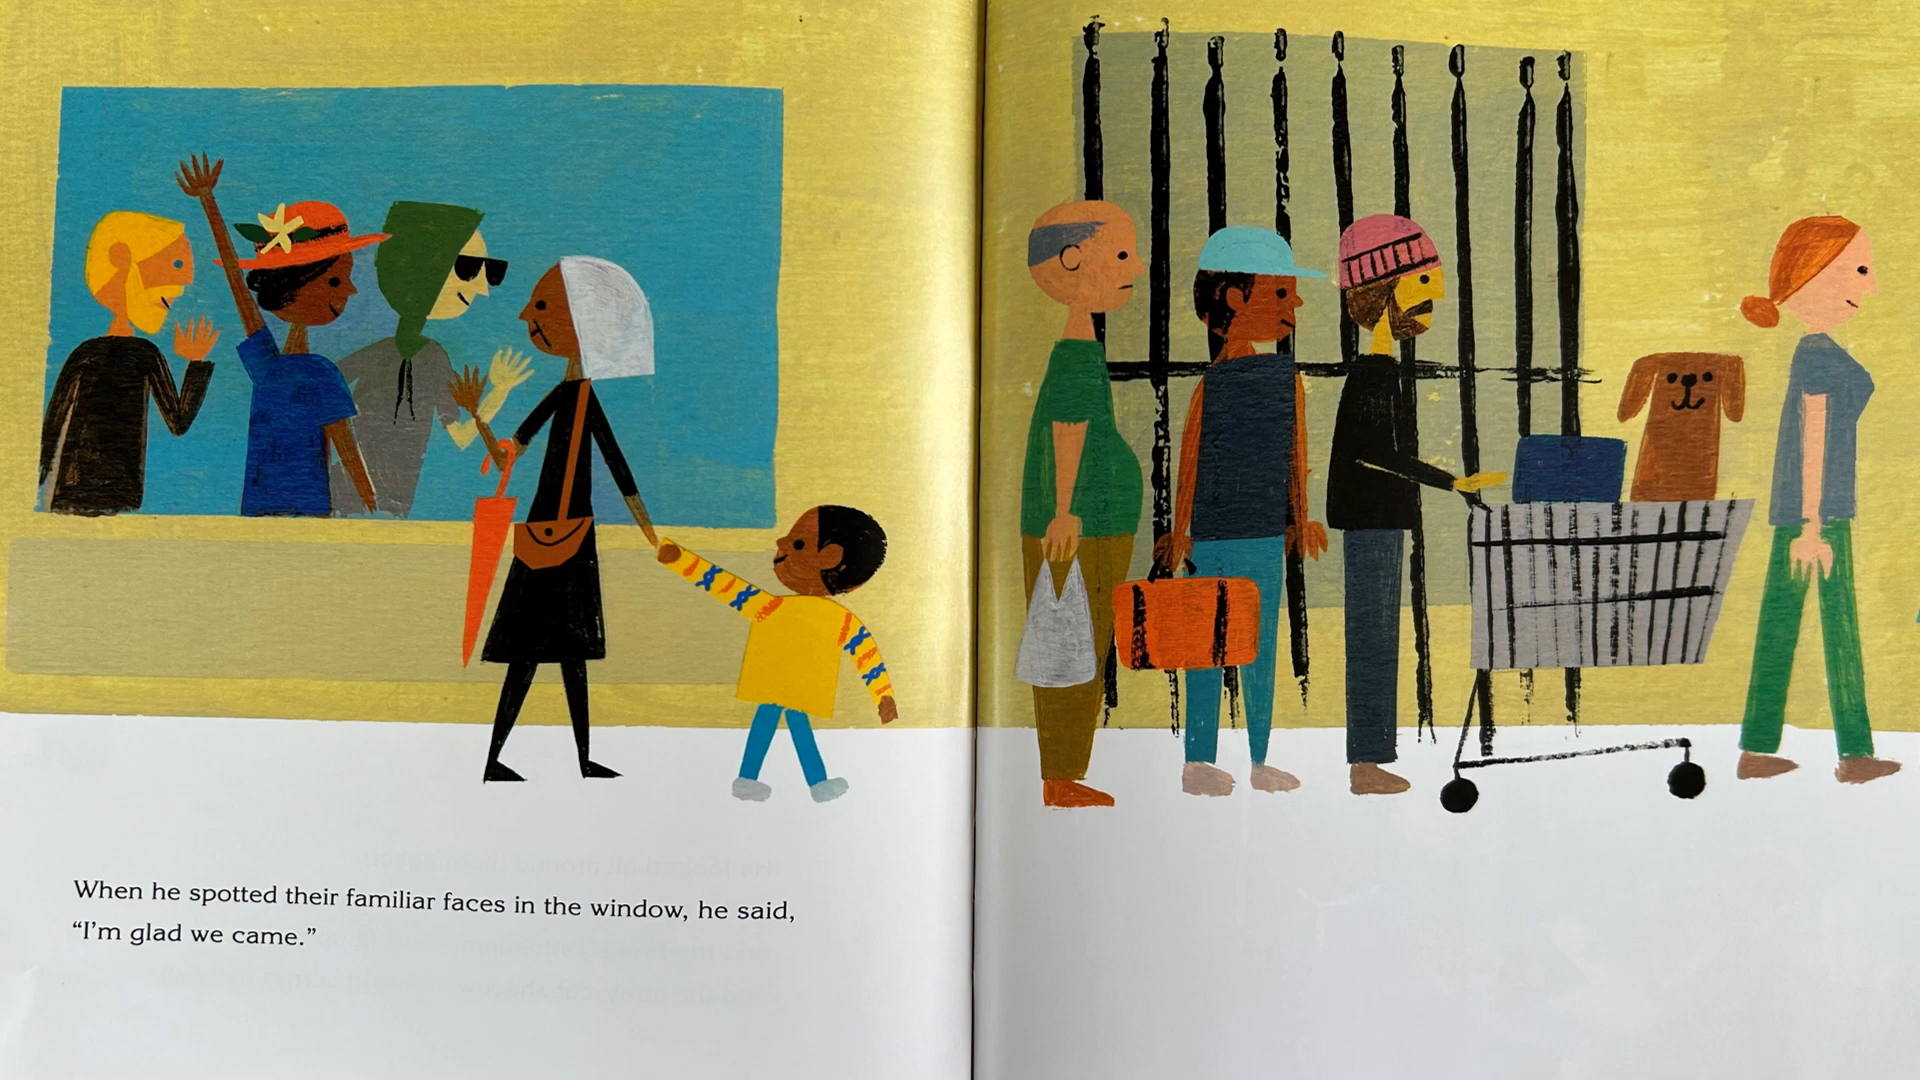 When he spotted their familiar faces in the window, he said,
“I’m glad we came.”